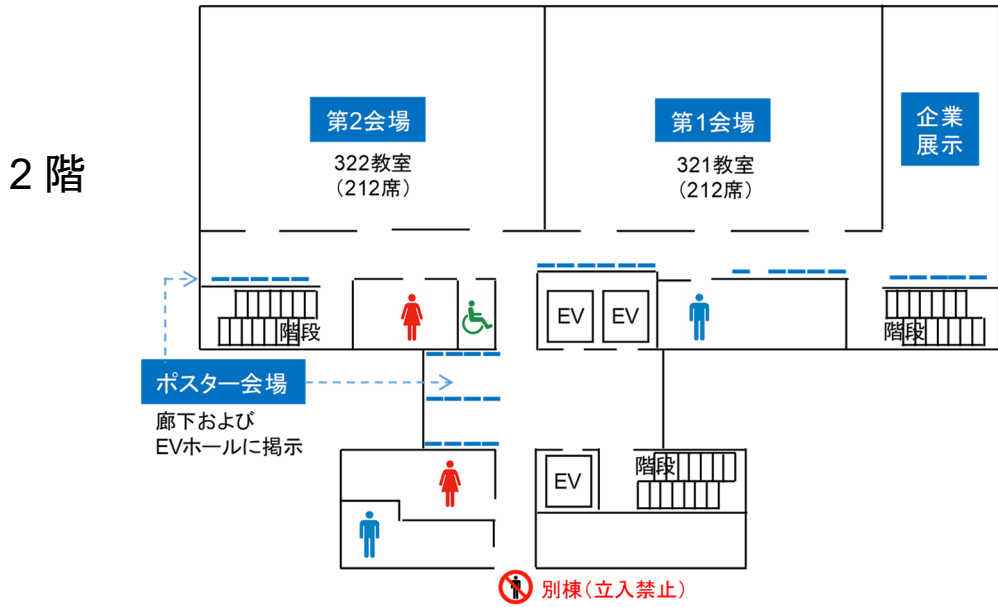 2階
第2会場
322教室
（212席）
第1会場
321教室
（212席）
企業
展示
階段
EV
EV
階段
ポスター会場
廊下および
EVホールに掲示
EV
階段
別棟（立入禁止）